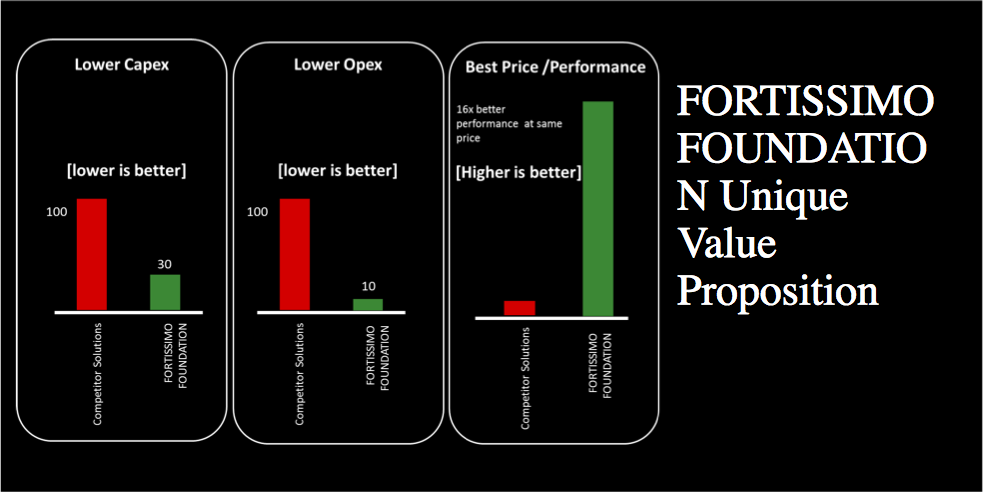 Lower Capex
[lower is better]
100
30
Competitor Solutions
FORTISSIMO
FOUNDATION
Lower Opex
[lower is better]
100
10
Competitor Solutions
FORTISSIMO
FOUNDATION
Best Price /Performance
16x better
performance at same
price
[Higher is better]
Competitor Solutions
FORTISSIMO
FOUNDATION
FORTISSIMO
FOUNDATIO
N Unique
Value
Proposition